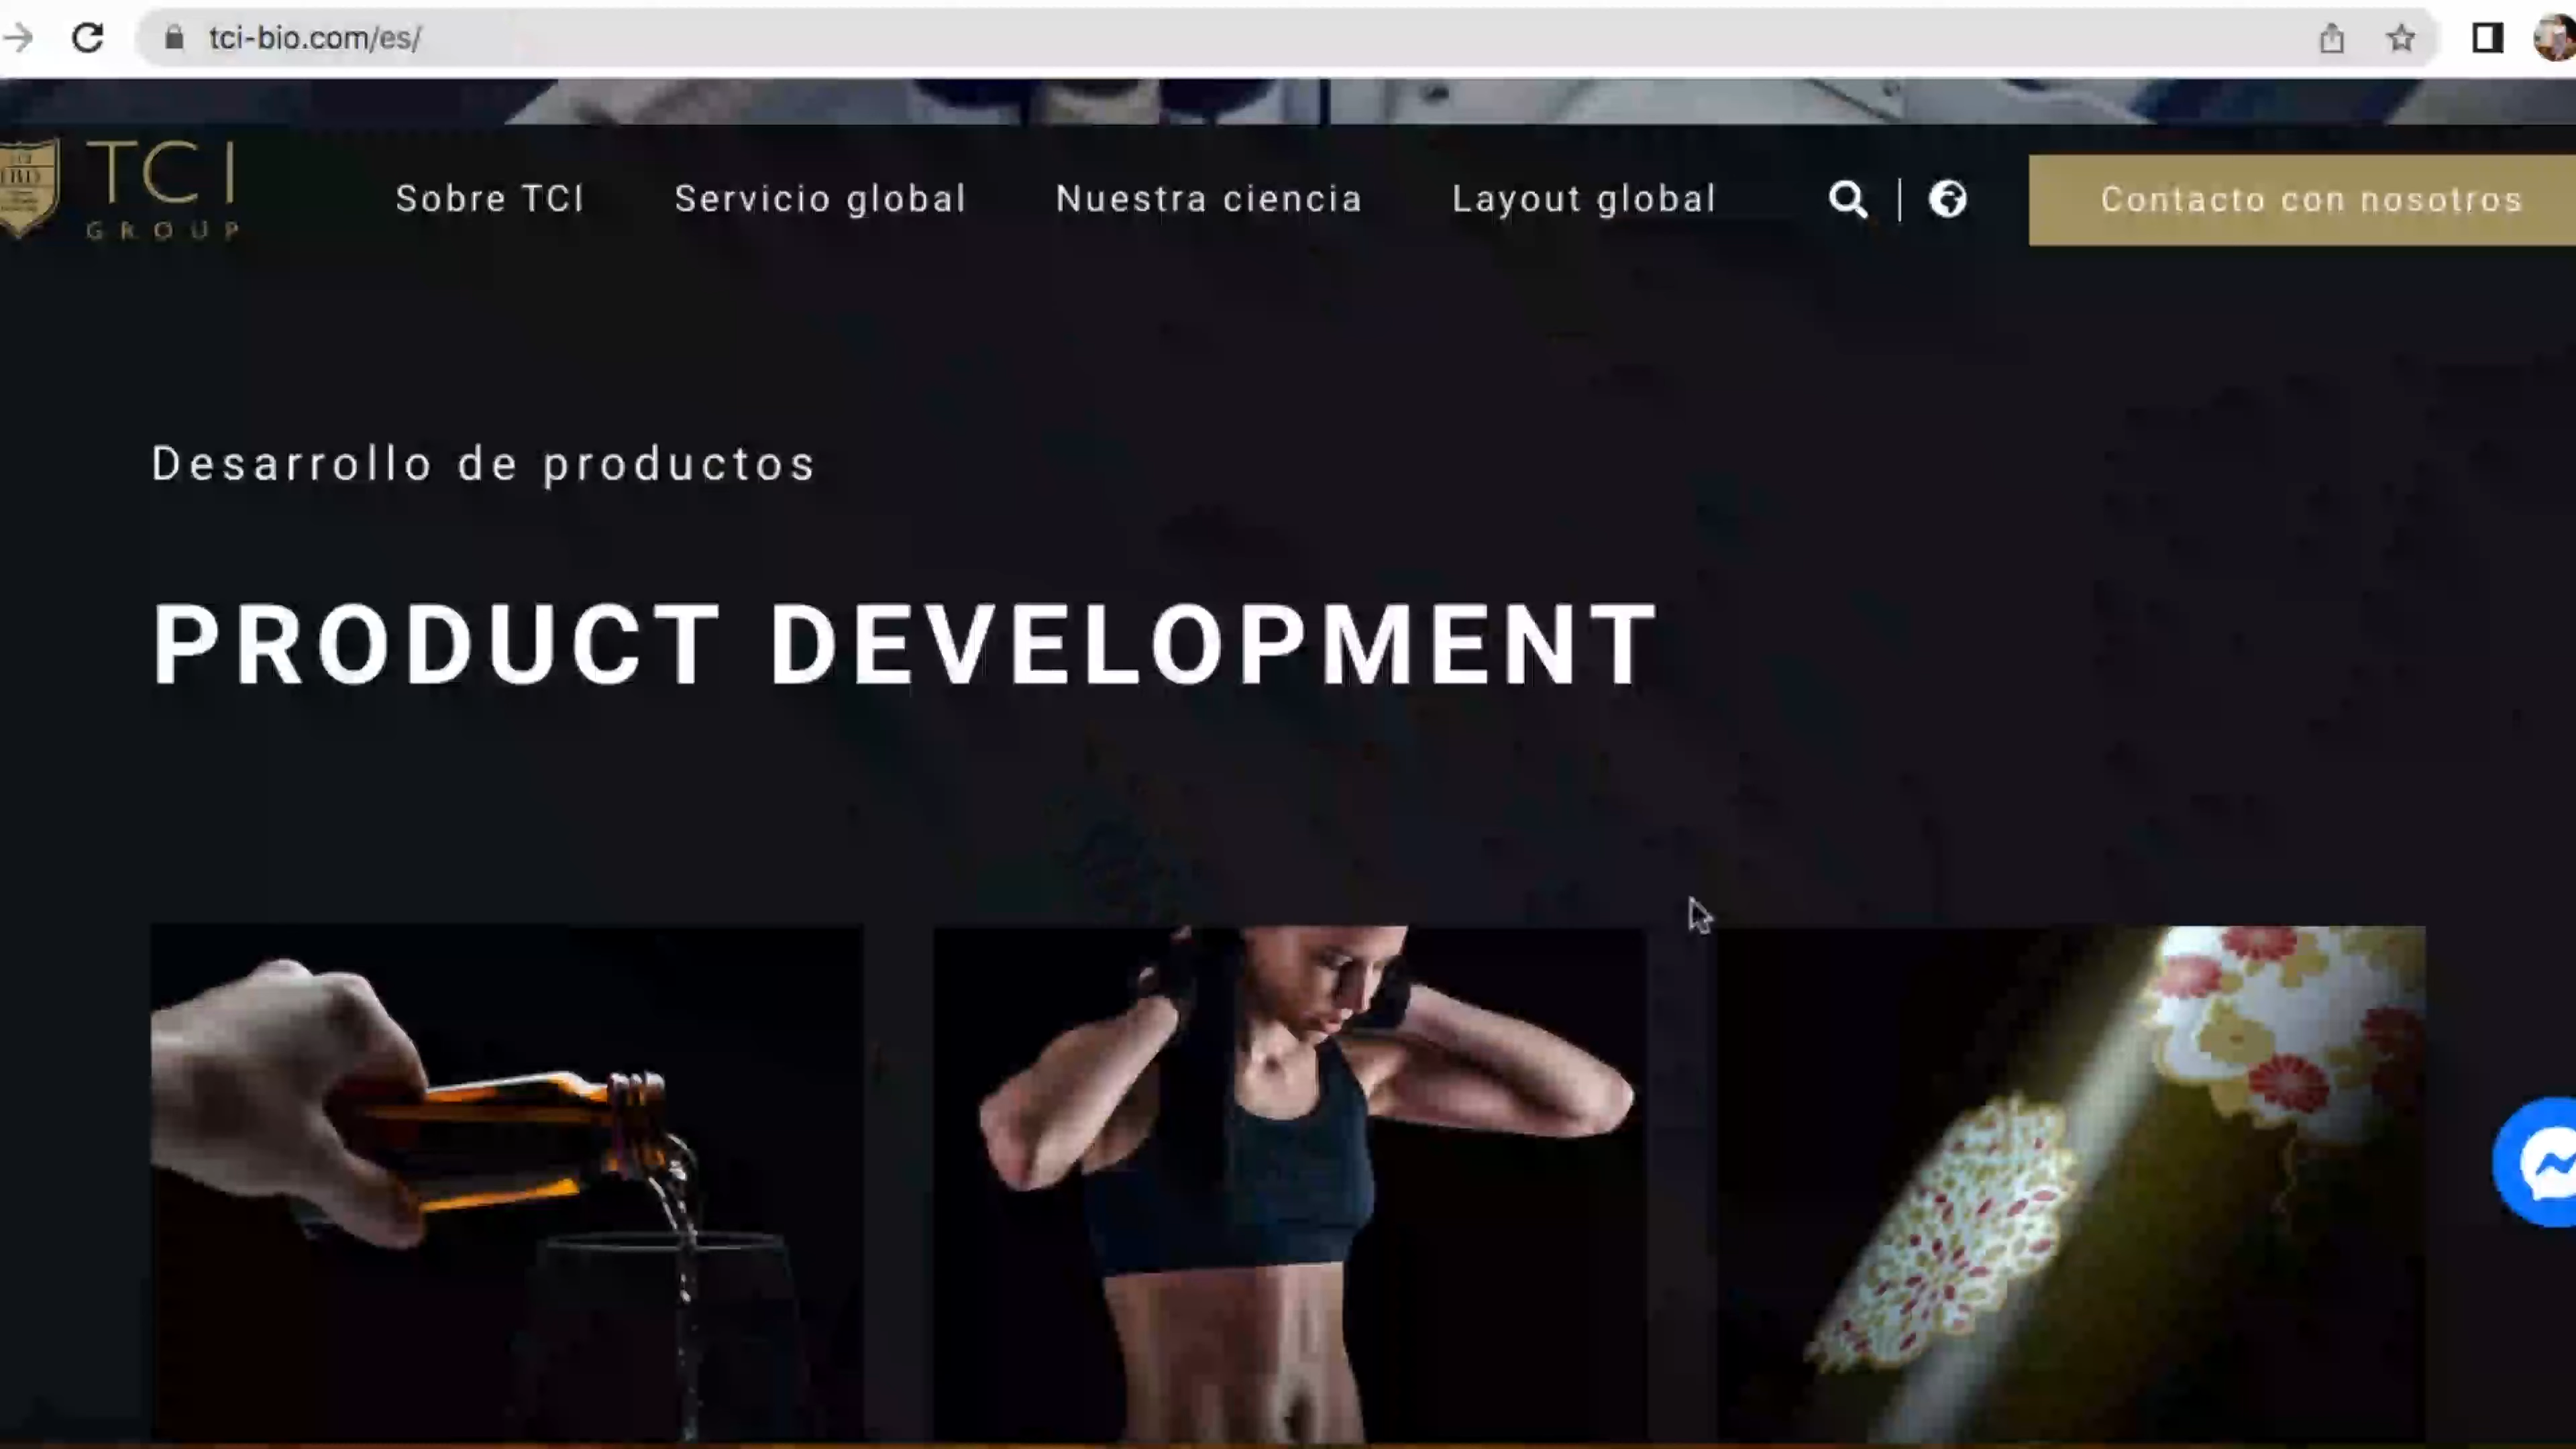 tci-bio.com/es/
TCI
GROUP
Sobre TCI
Servicio global
Nuestra ciencia
Layout global
Contacto con nosotros
Desarrollo de productos
PRODUCT DEVELOPMENT